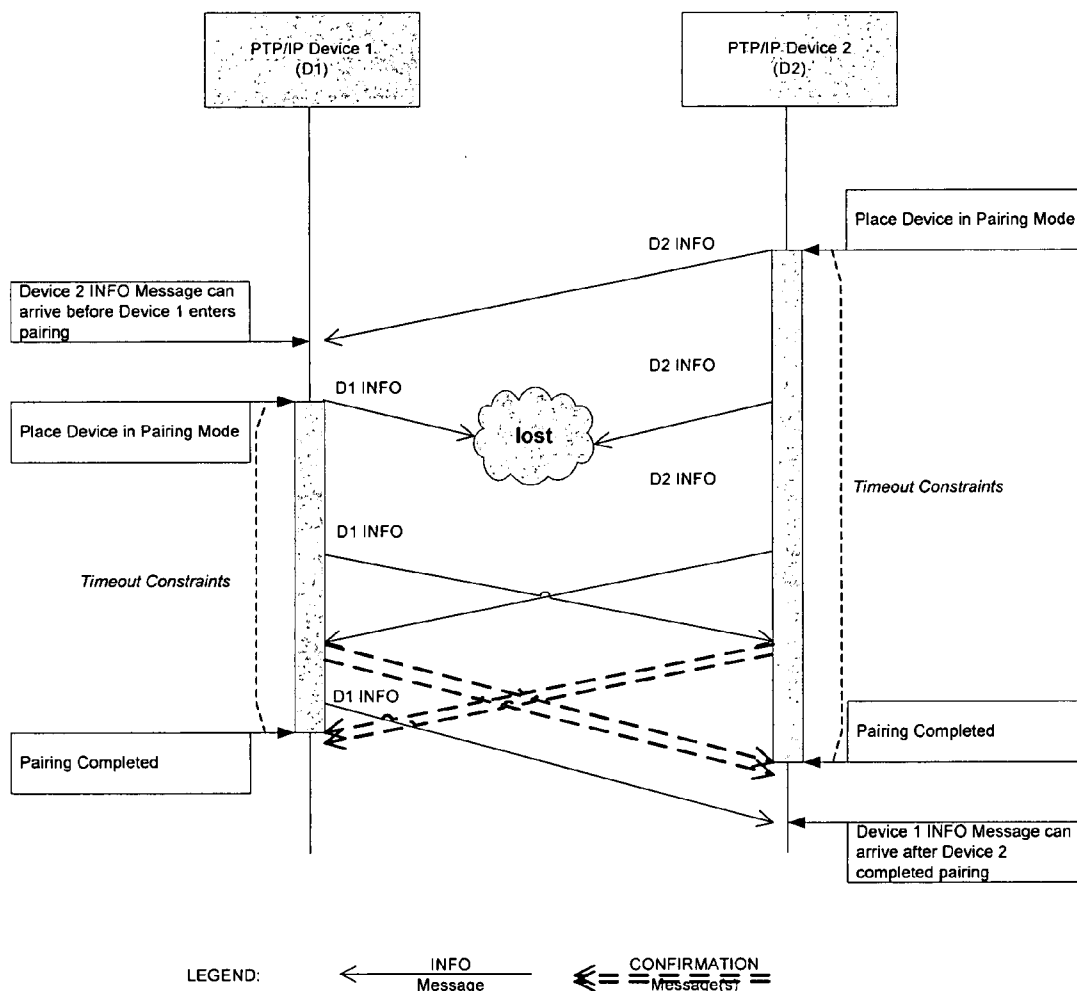 PTP/IP Device 1
(D1)
PTP/IP Device 2
(D2)
Place Device in Pairing Mode
D2 INFO
Device 2 INFO Message can
arrive before Device 1 enters
pairing
D2 INFO
D1 INFO
lost
Place Device in Pairing Mode
D2 INFO
Timeout Constraints
D1 INFO
Timeout Constraints
D1 INFO
Pairing Completed
Pairing Completed
Device 1 INFO Message can
arrive after Device 2
completed pairing
LEGEND:
INFO
Message
CONFIRMATION
Message(s)